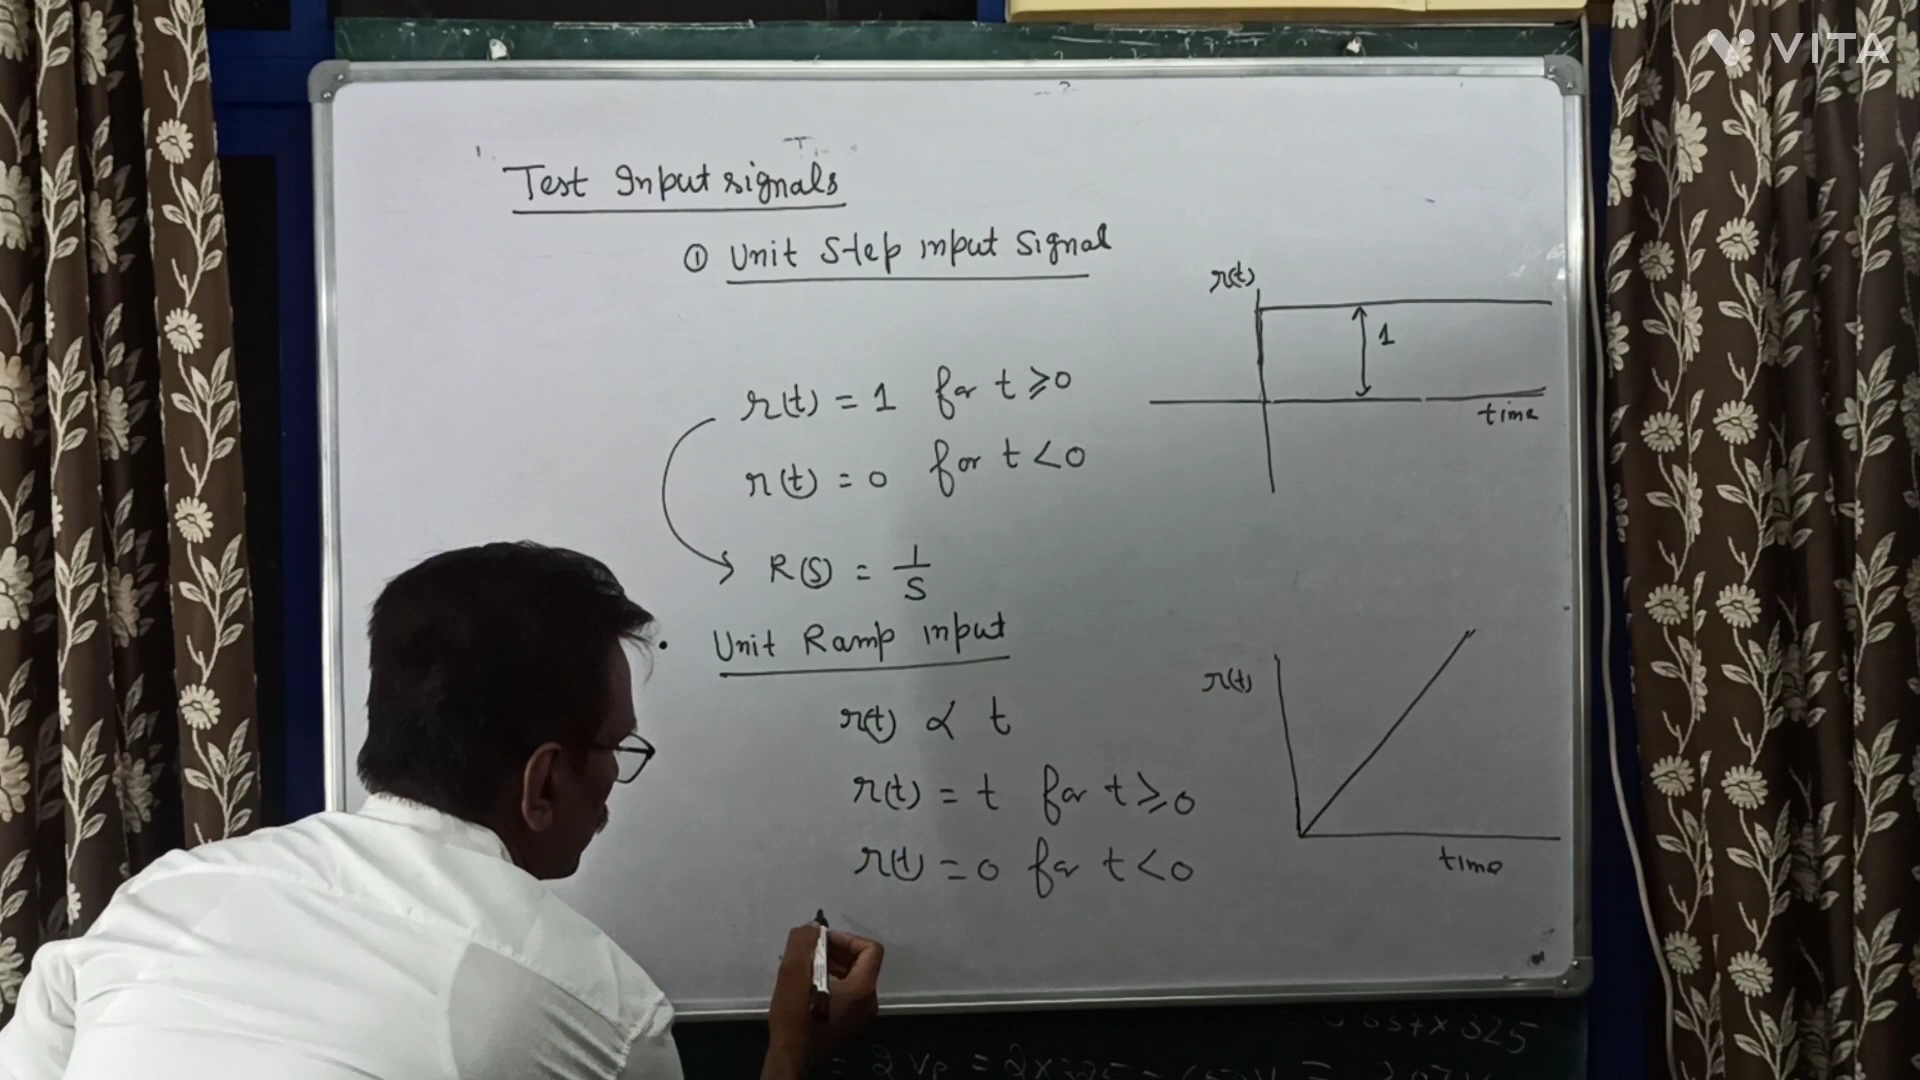 VITA
Test Input signals
① Unit Step input Signal
r(t) = 1 for t ≥ 0
r(t) = 0 for t < 0
R(S) = 1/S
r(t)
1
time
• Unit Ramp input
r(t) ∝ t
r(t) = t for t ≥ 0
r(t) = 0 for t < 0
r(t)
time